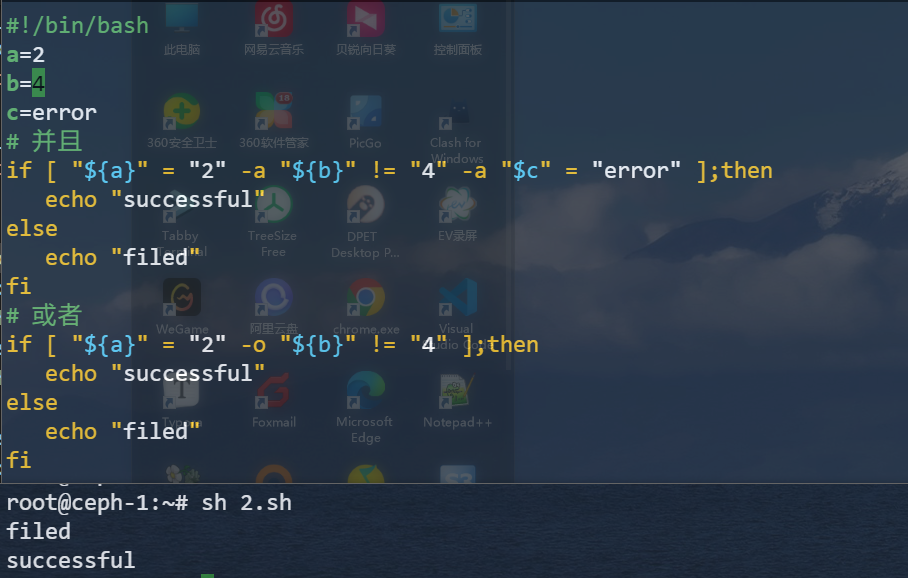 #!/bin/bash
a=2
b=4
c=error
# 并且
if [ "${a}" = "2" -a "${b}" != "4" -a "$c" = "error" ];then
   echo "successful"
else
   echo "filed"
fi
# 或者
if [ "${a}" = "2" -o "${b}" != "4" ];then
   echo "successful"
else
   echo "filed"
fi
root@ceph-1:~# sh 2.sh
filed
successful
此电脑
网易云音乐
贝锐向日葵
控制面板
360安全卫士
360软件管家
PicGo
Clash for
Windows
Tabby
Terminal
TreeSize
Free
DPET
Desktop P...
EV录屏
WeGame
阿里云盘
chrome.exe
Visual
Studio Code
Foxmail
Microsoft
Edge
Notepad++